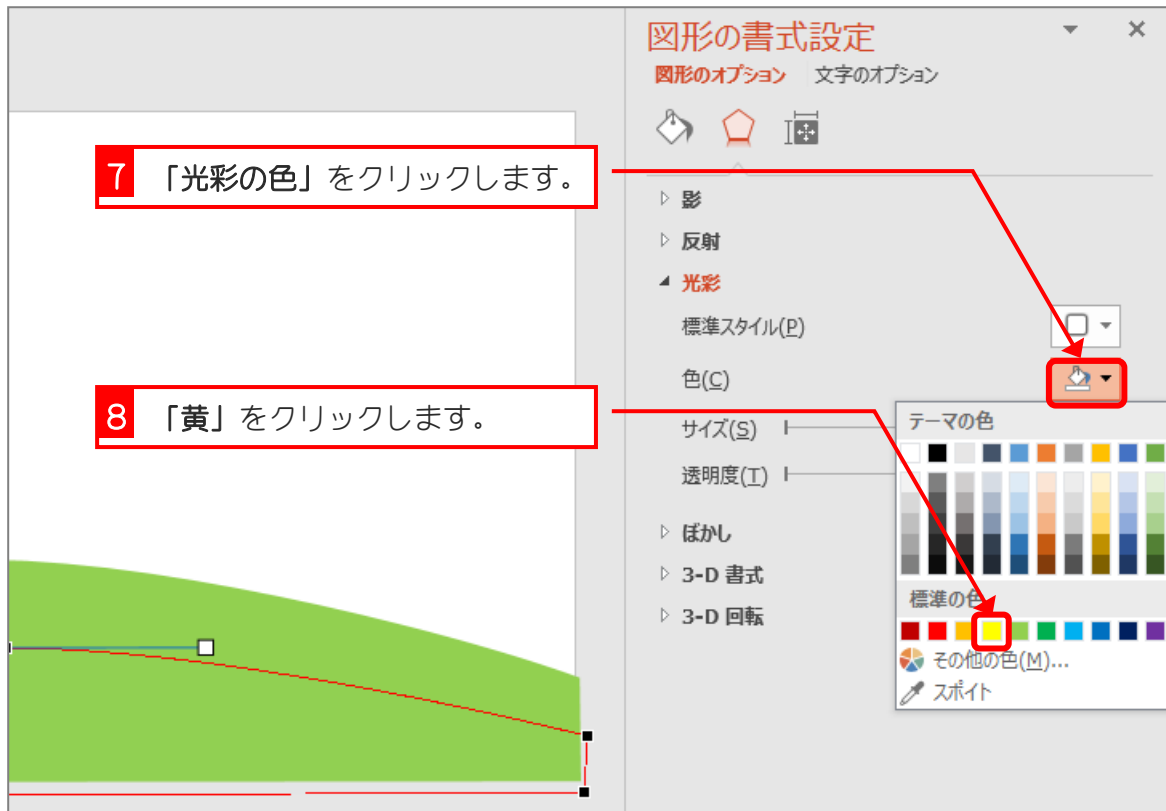 図形の書式設定
図形のオプション 文字のオプション
7 「光彩の色」をクリックします。
影
反射
光彩
標準スタイル(P)
色(C)
8 「黄」をクリックします。
サイズ(S)
透明度(T)
テーマの色
ぼかし
3-D 書式
3-D 回転
標準の色
その他の色(M)...
スポイト